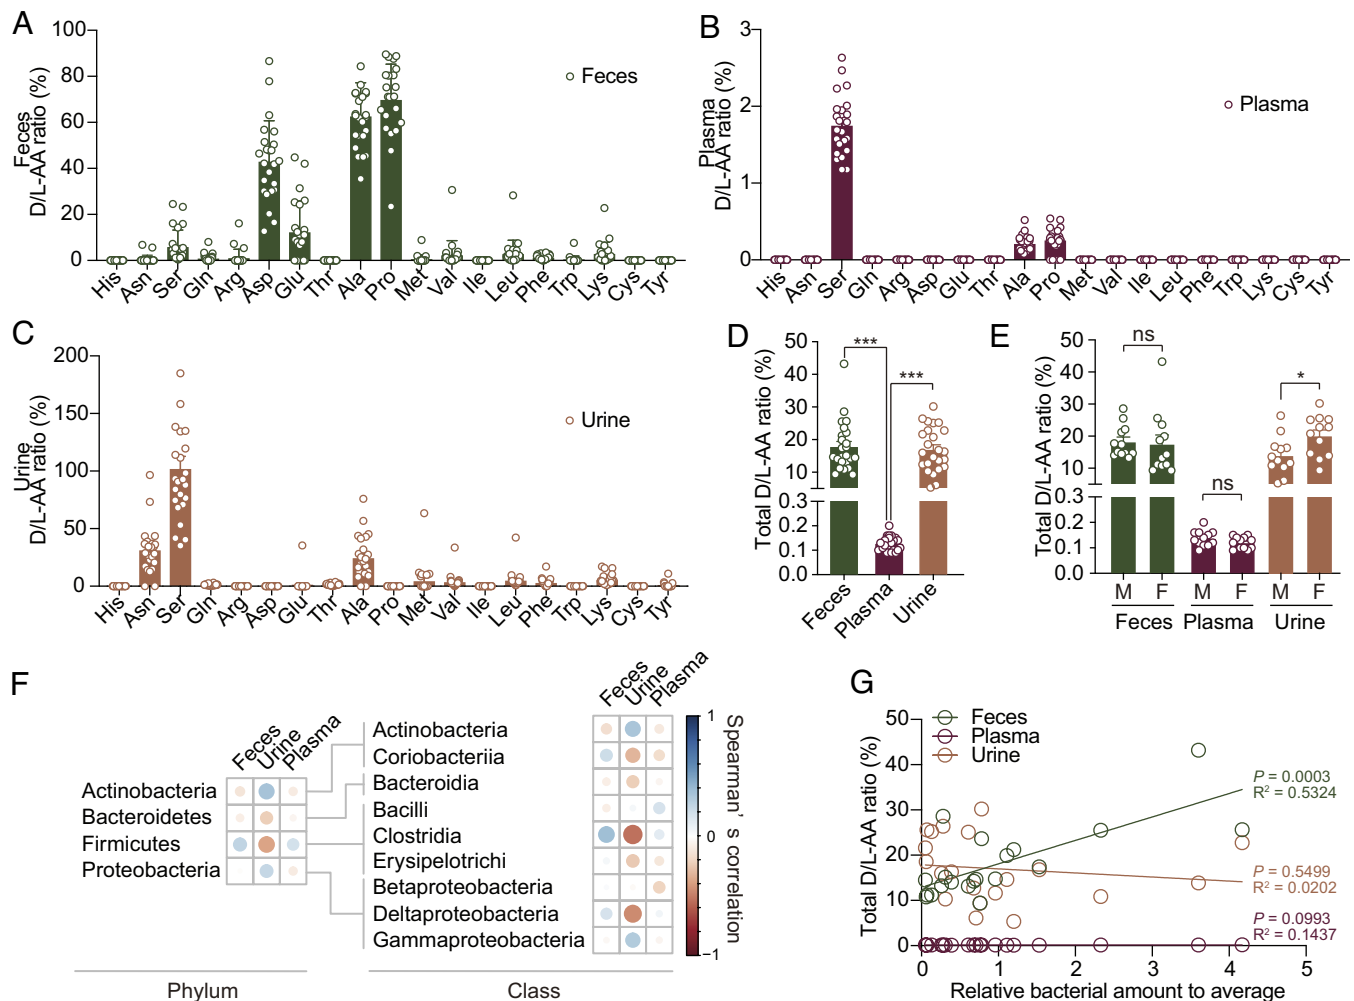 A
Feces
D/L-AA ratio (%)
100
80
60
40
20
0
Feces
His Asn Ser Gln Arg Asp Glu Thr Ala Pro Met Val Ile Leu Phe Trp Lys Cys Tyr
B
Plasma
D/L-AA ratio (%)
3
2
1
0
Plasma
His Asn Ser Gln Arg Asp Glu Thr Ala Pro Met Val Ile Leu Phe Trp Lys Cys Tyr
C
Urine
D/L-AA ratio (%)
200
150
100
50
0
Urine
His Asn Ser Gln Arg Asp Glu Thr Ala Pro Met Val Ile Leu Phe Trp Lys Cys Tyr
D
Total D/L-AA ratio (%)
50
40
30
20
10
0.3
0.2
0.1
0.0
***
***
Feces Plasma Urine
E
Total D/L-AA ratio (%)
50
40
30
20
10
0.3
0.2
0.1
0.0
ns
ns
*
M F M F M F
Feces Plasma Urine
F
Feces Urine Plasma
Actinobacteria
Bacteroidetes
Firmicutes
Proteobacteria
Phylum
Feces Urine Plasma
Actinobacteria
Coriobacteriia
Bacteroidia
Bacilli
Clostridia
Erysipelotrichi
Betaproteobacteria
Deltaproteobacteria
Gammaproteobacteria
Class
1
0
−1
Spearman's correlation
G
Total D/L-AA ratio (%)
50
40
30
20
10
0
Feces
Plasma
Urine
P = 0.0003
R² = 0.5324
P = 0.5499
R² = 0.0202
P = 0.0993
R² = 0.1437
0 1 2 3 4 5
Relative bacterial amount to average